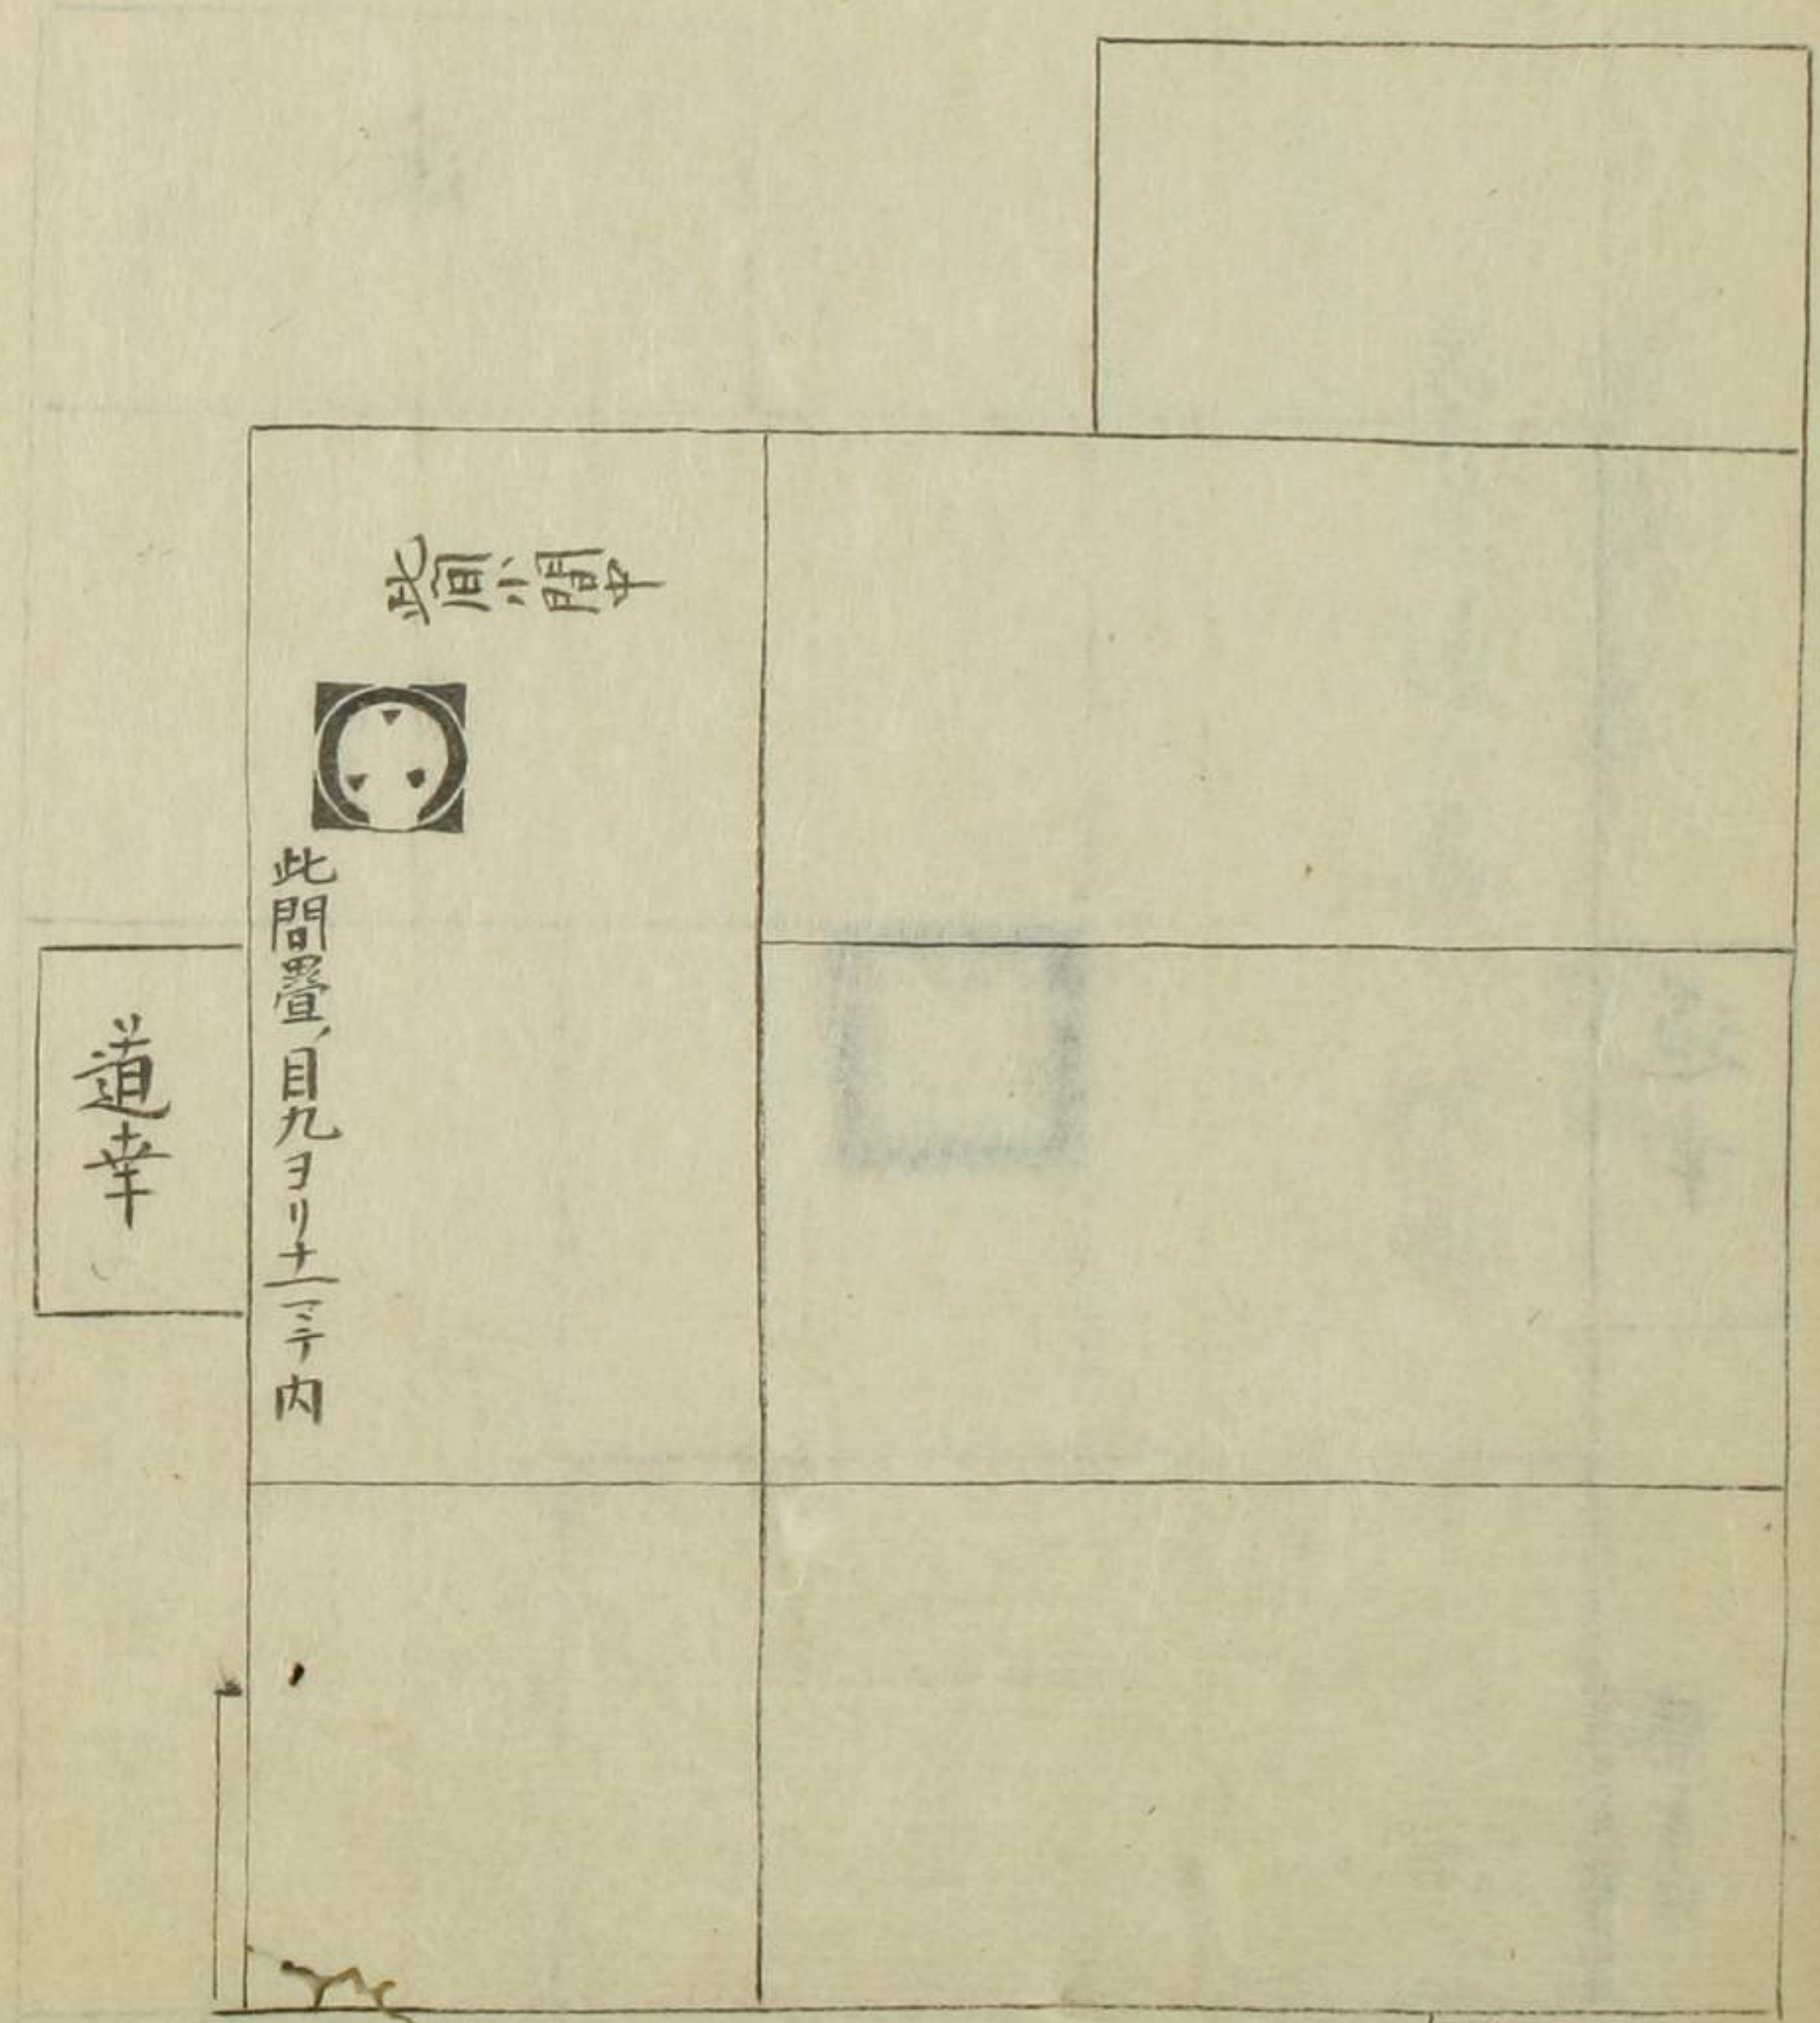 此間小間中
此間畳ノ目九ヨリ十一マテ内
道幸